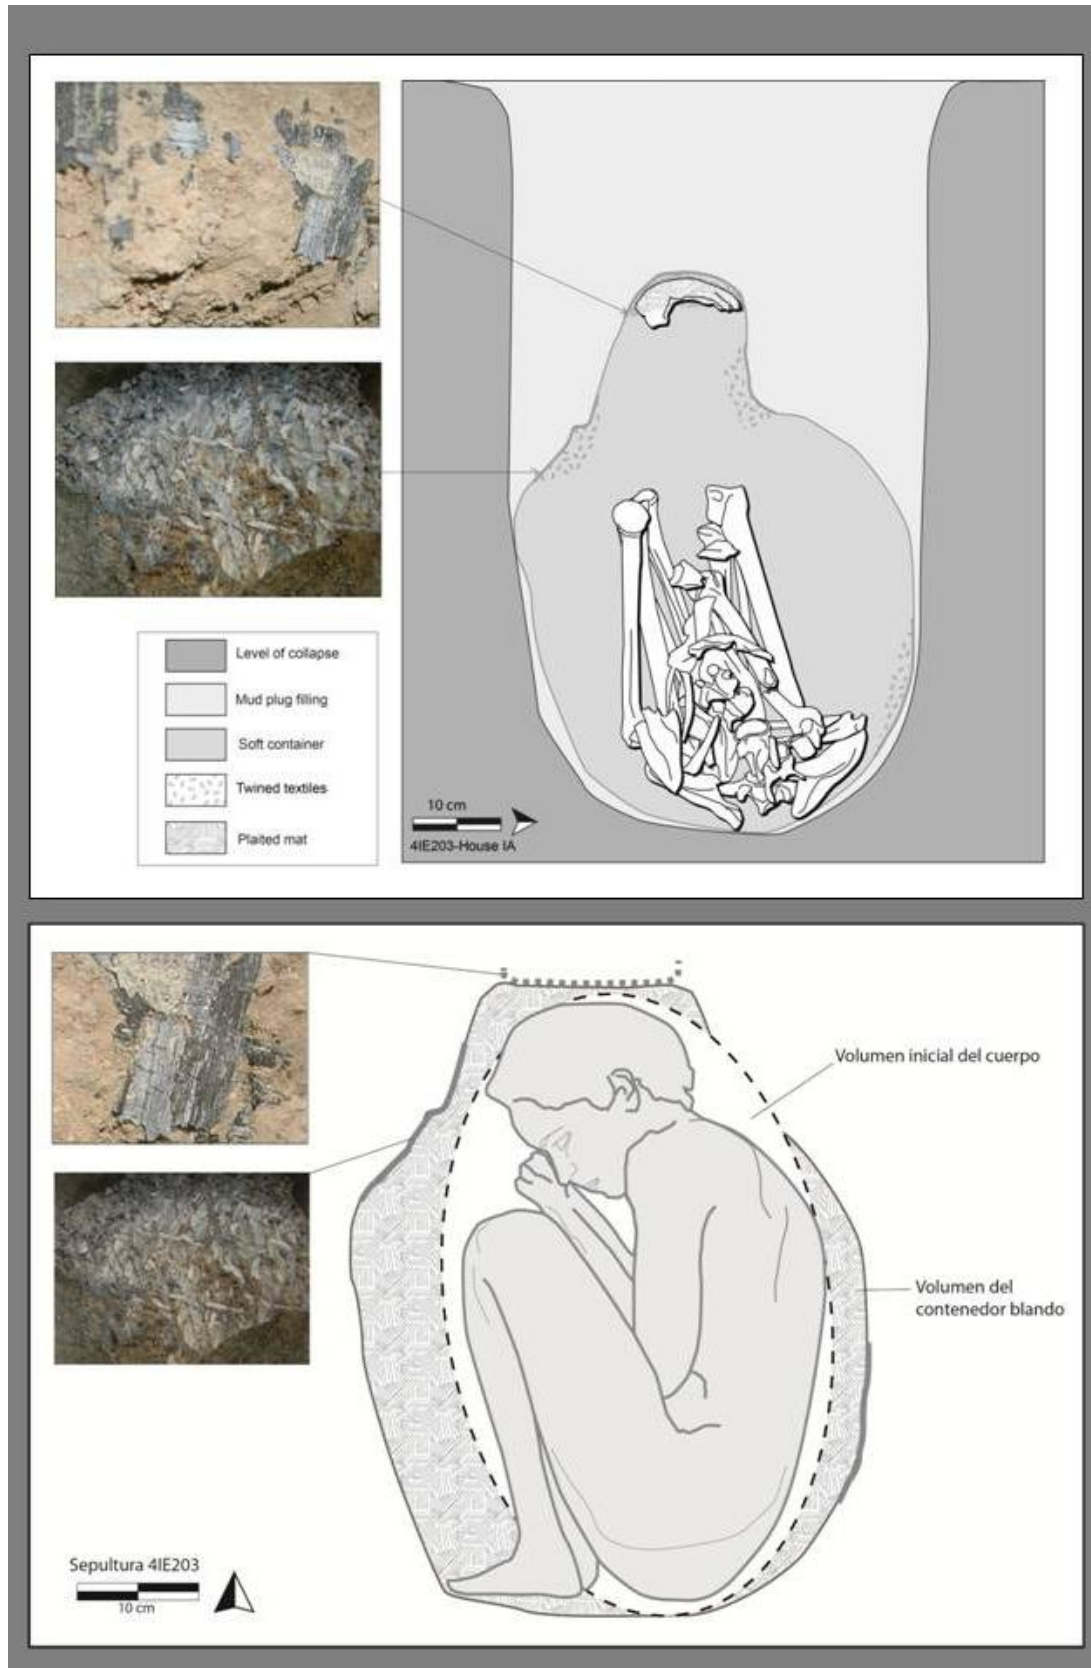 Level of collapse
Mud plug filling
Soft container
Twined textiles
Plaited mat
10 cm
4IE203-House IA
Volumen inicial del cuerpo
Volumen del
contenedor blando
Sepultura 4IE203
10 cm